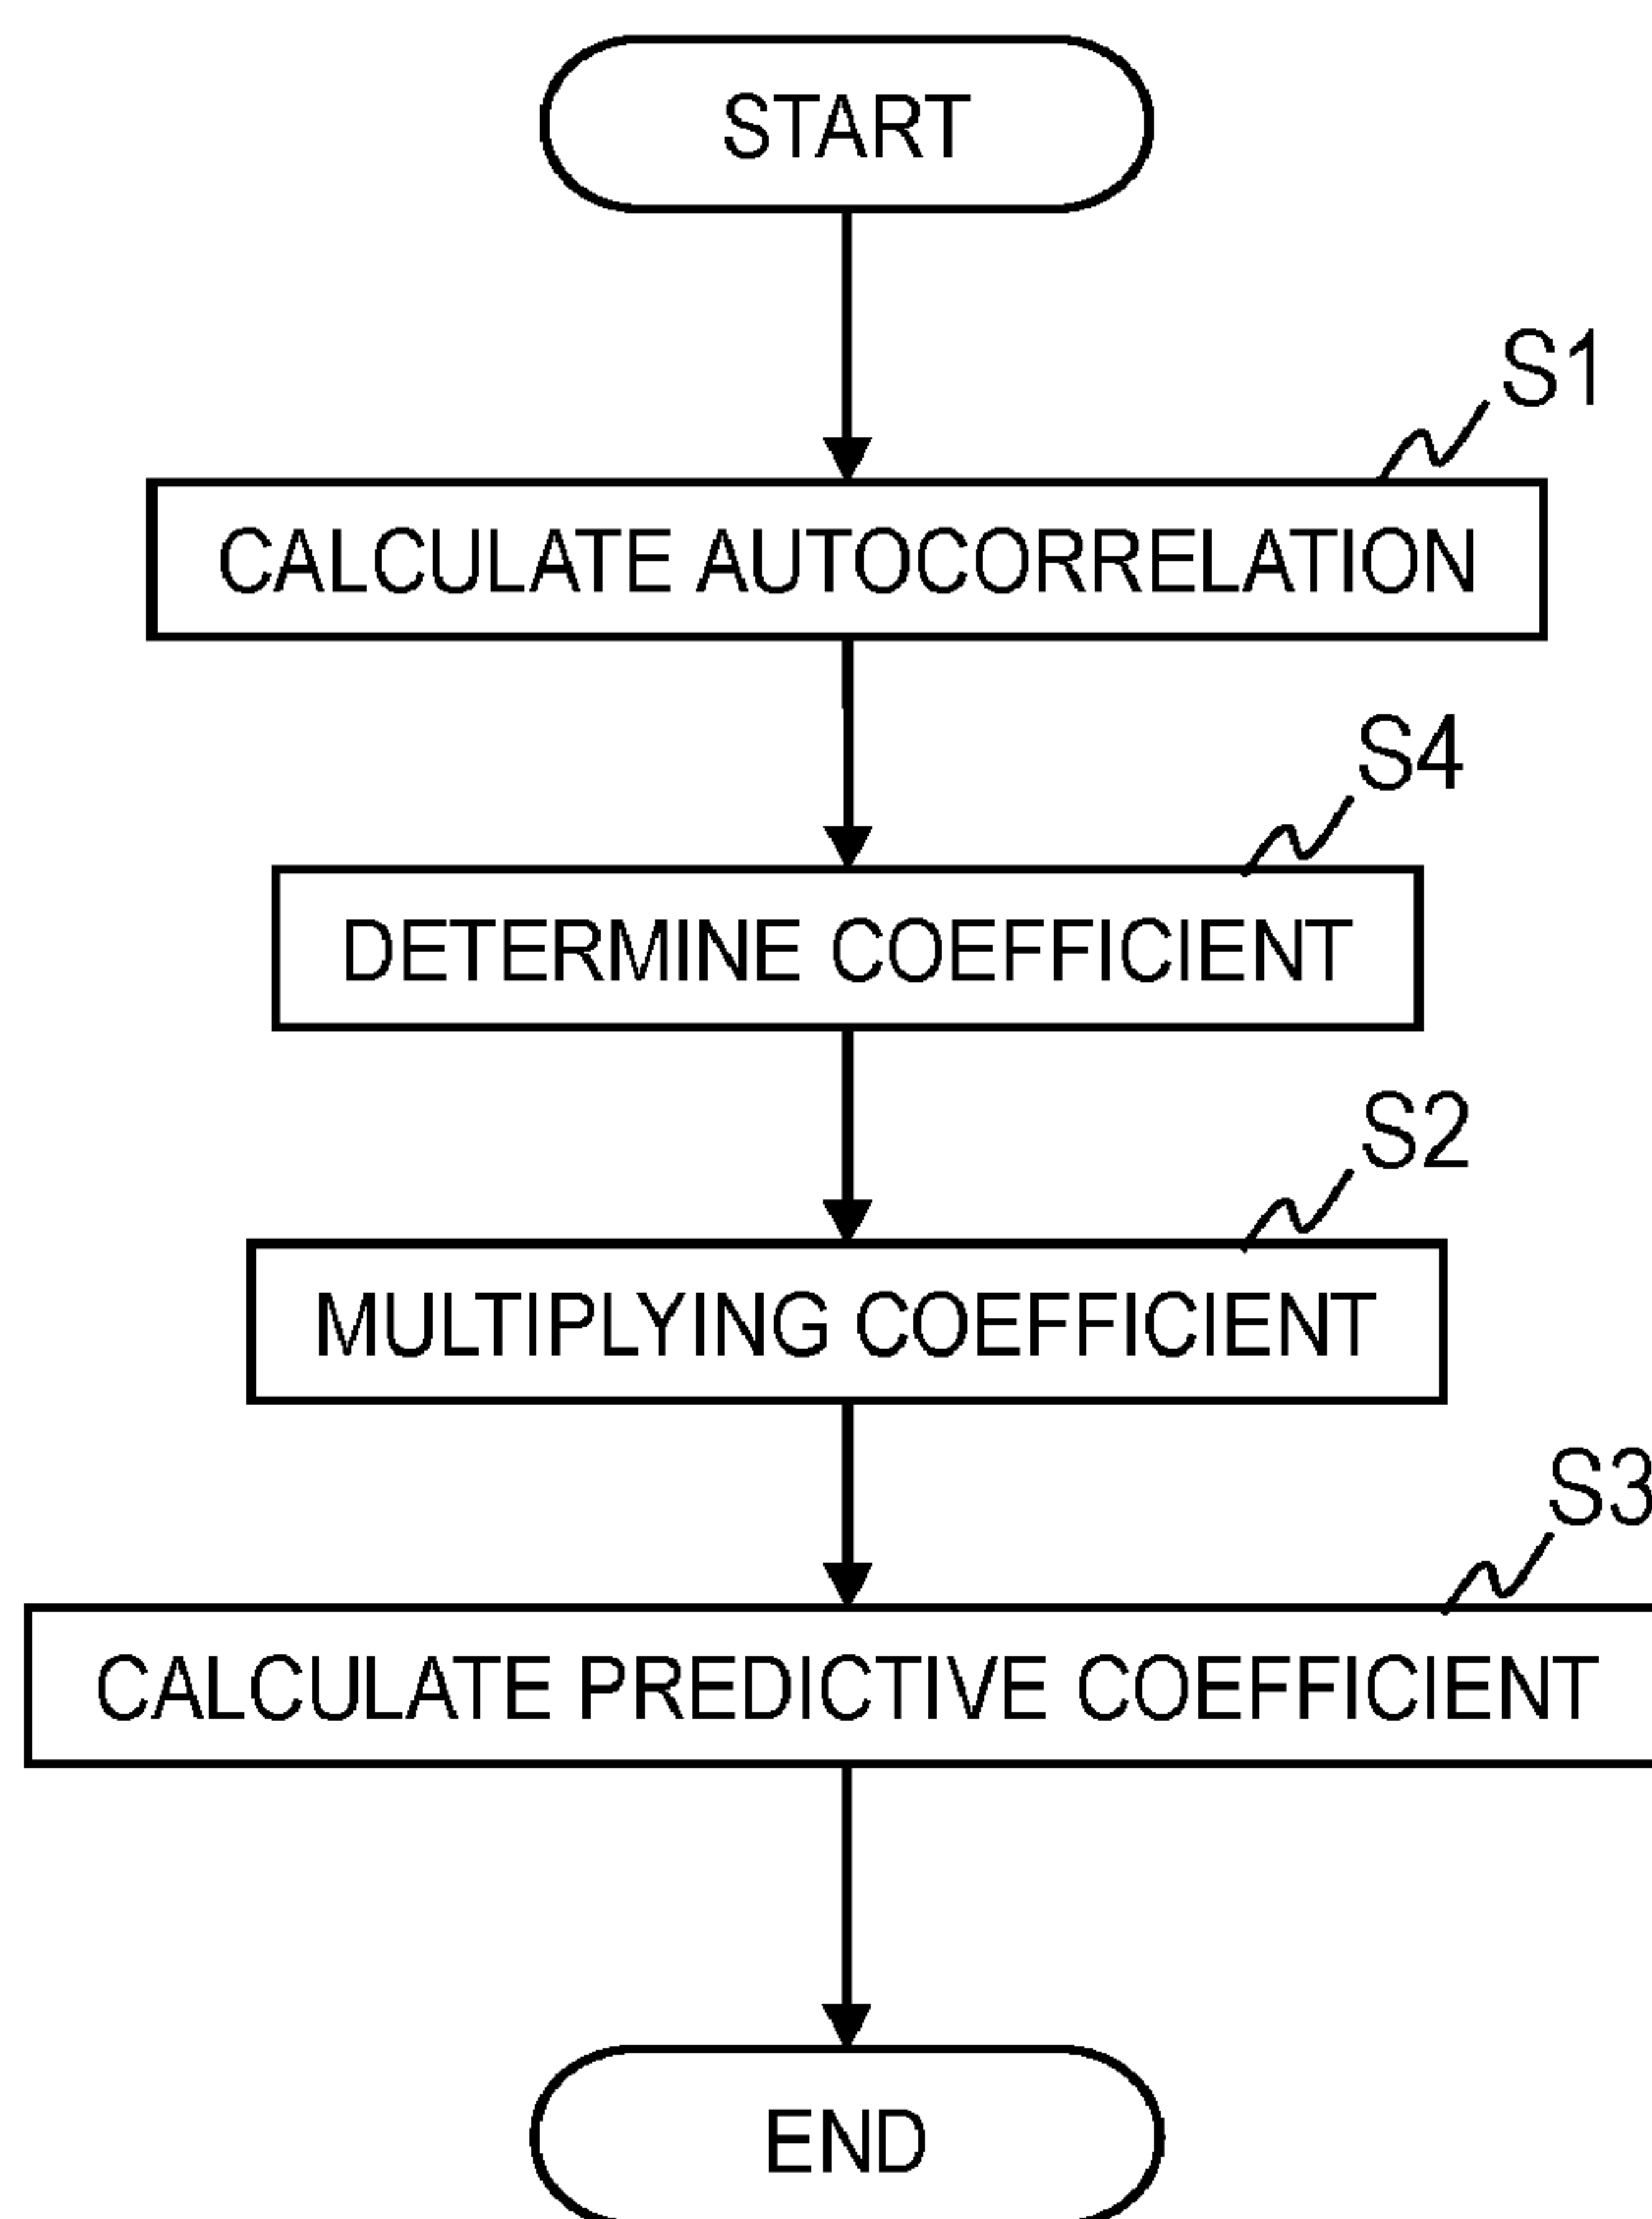 START
S1
CALCULATE AUTOCORRELATION
S4
DETERMINE COEFFICIENT
S2
MULTIPLYING COEFFICIENT
S3
CALCULATE PREDICTIVE COEFFICIENT
END